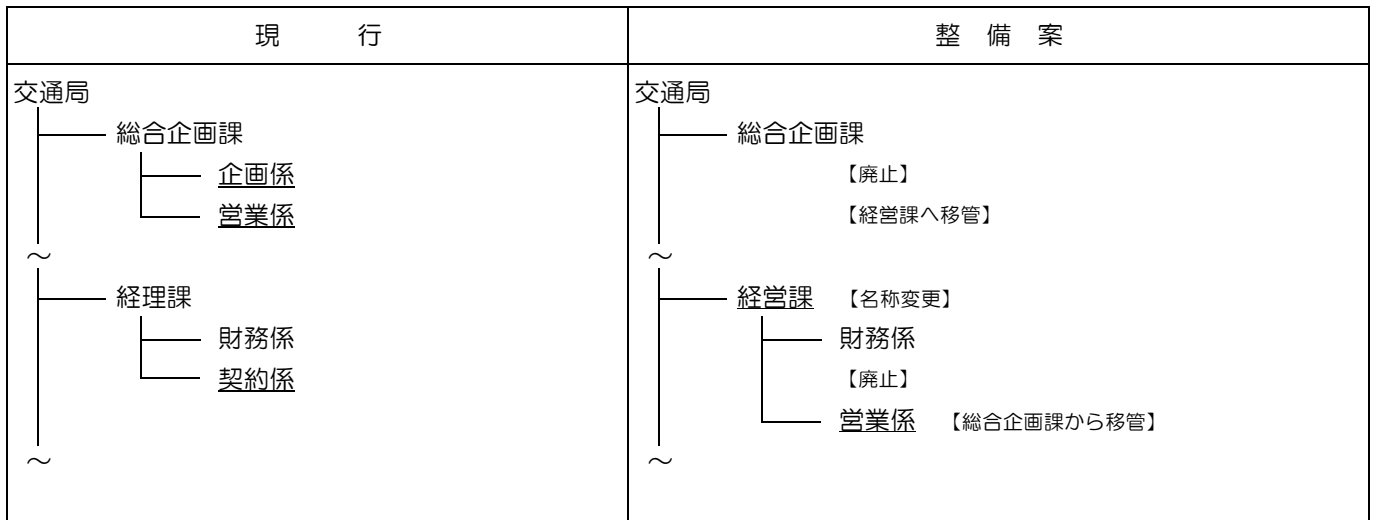 現行
整備案
交通局
総合企画課
企画係
営業係
～
経理課
財務係
契約係
～
交通局
総合企画課
【廃止】
【経営課へ移管】
～
経営課 【名称変更】
財務係
【廃止】
営業係 【総合企画課から移管】
～